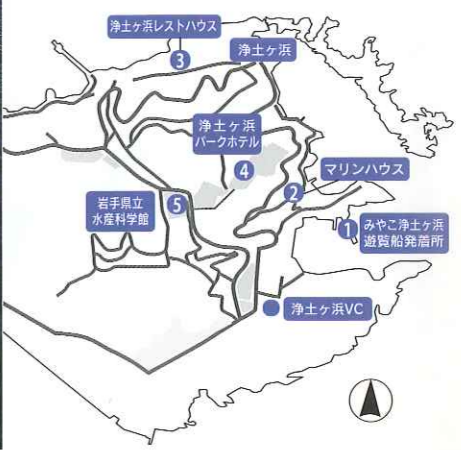 浄土ヶ浜レストハウス
浄土ヶ浜
3
浄土ヶ浜
パークホテル
マリンハウス
4
2
岩手県立
水産科学館
5
1
みやこ浄土ヶ浜
遊覧船発着所
浄土ヶ浜VC